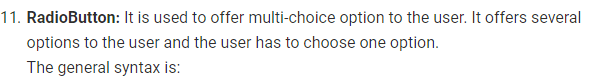 11. RadioButton: It is used to offer multi-choice option to the user. It offers several
options to the user and the user has to choose one option.
The general syntax is: